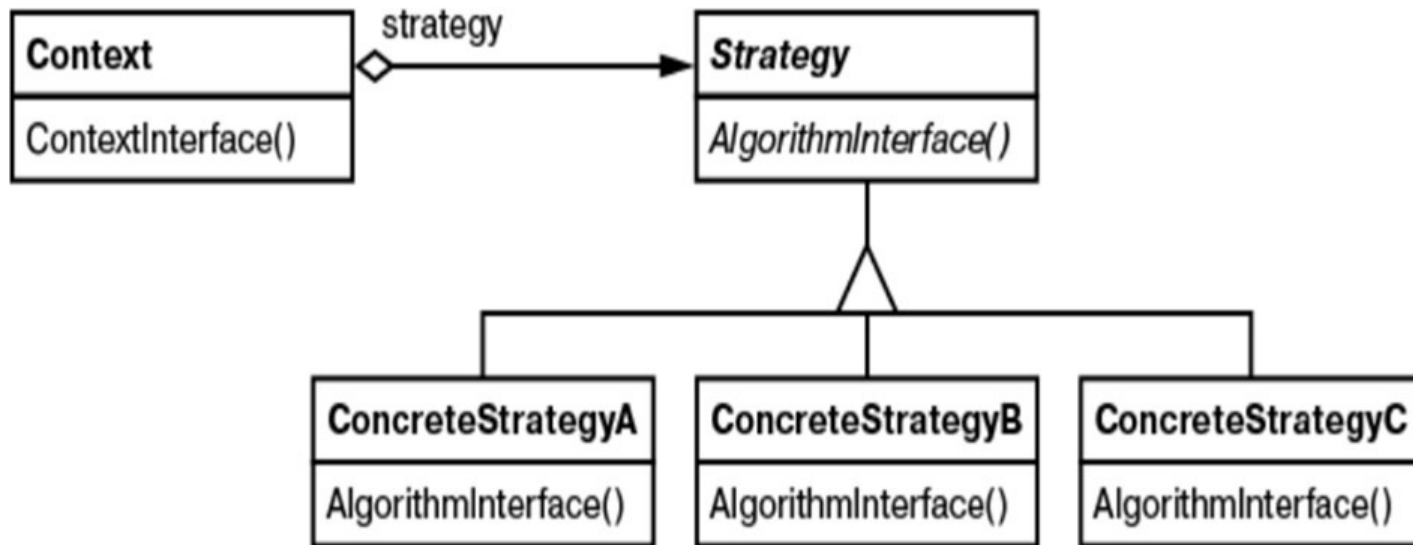 strategy
Context
Strategy
ContextInterface()
AlgorithmInterface()
ConcreteStrategyA
ConcreteStrategyB
ConcreteStrategyC
AlgorithmInterface()
AlgorithmInterface()
AlgorithmInterface()